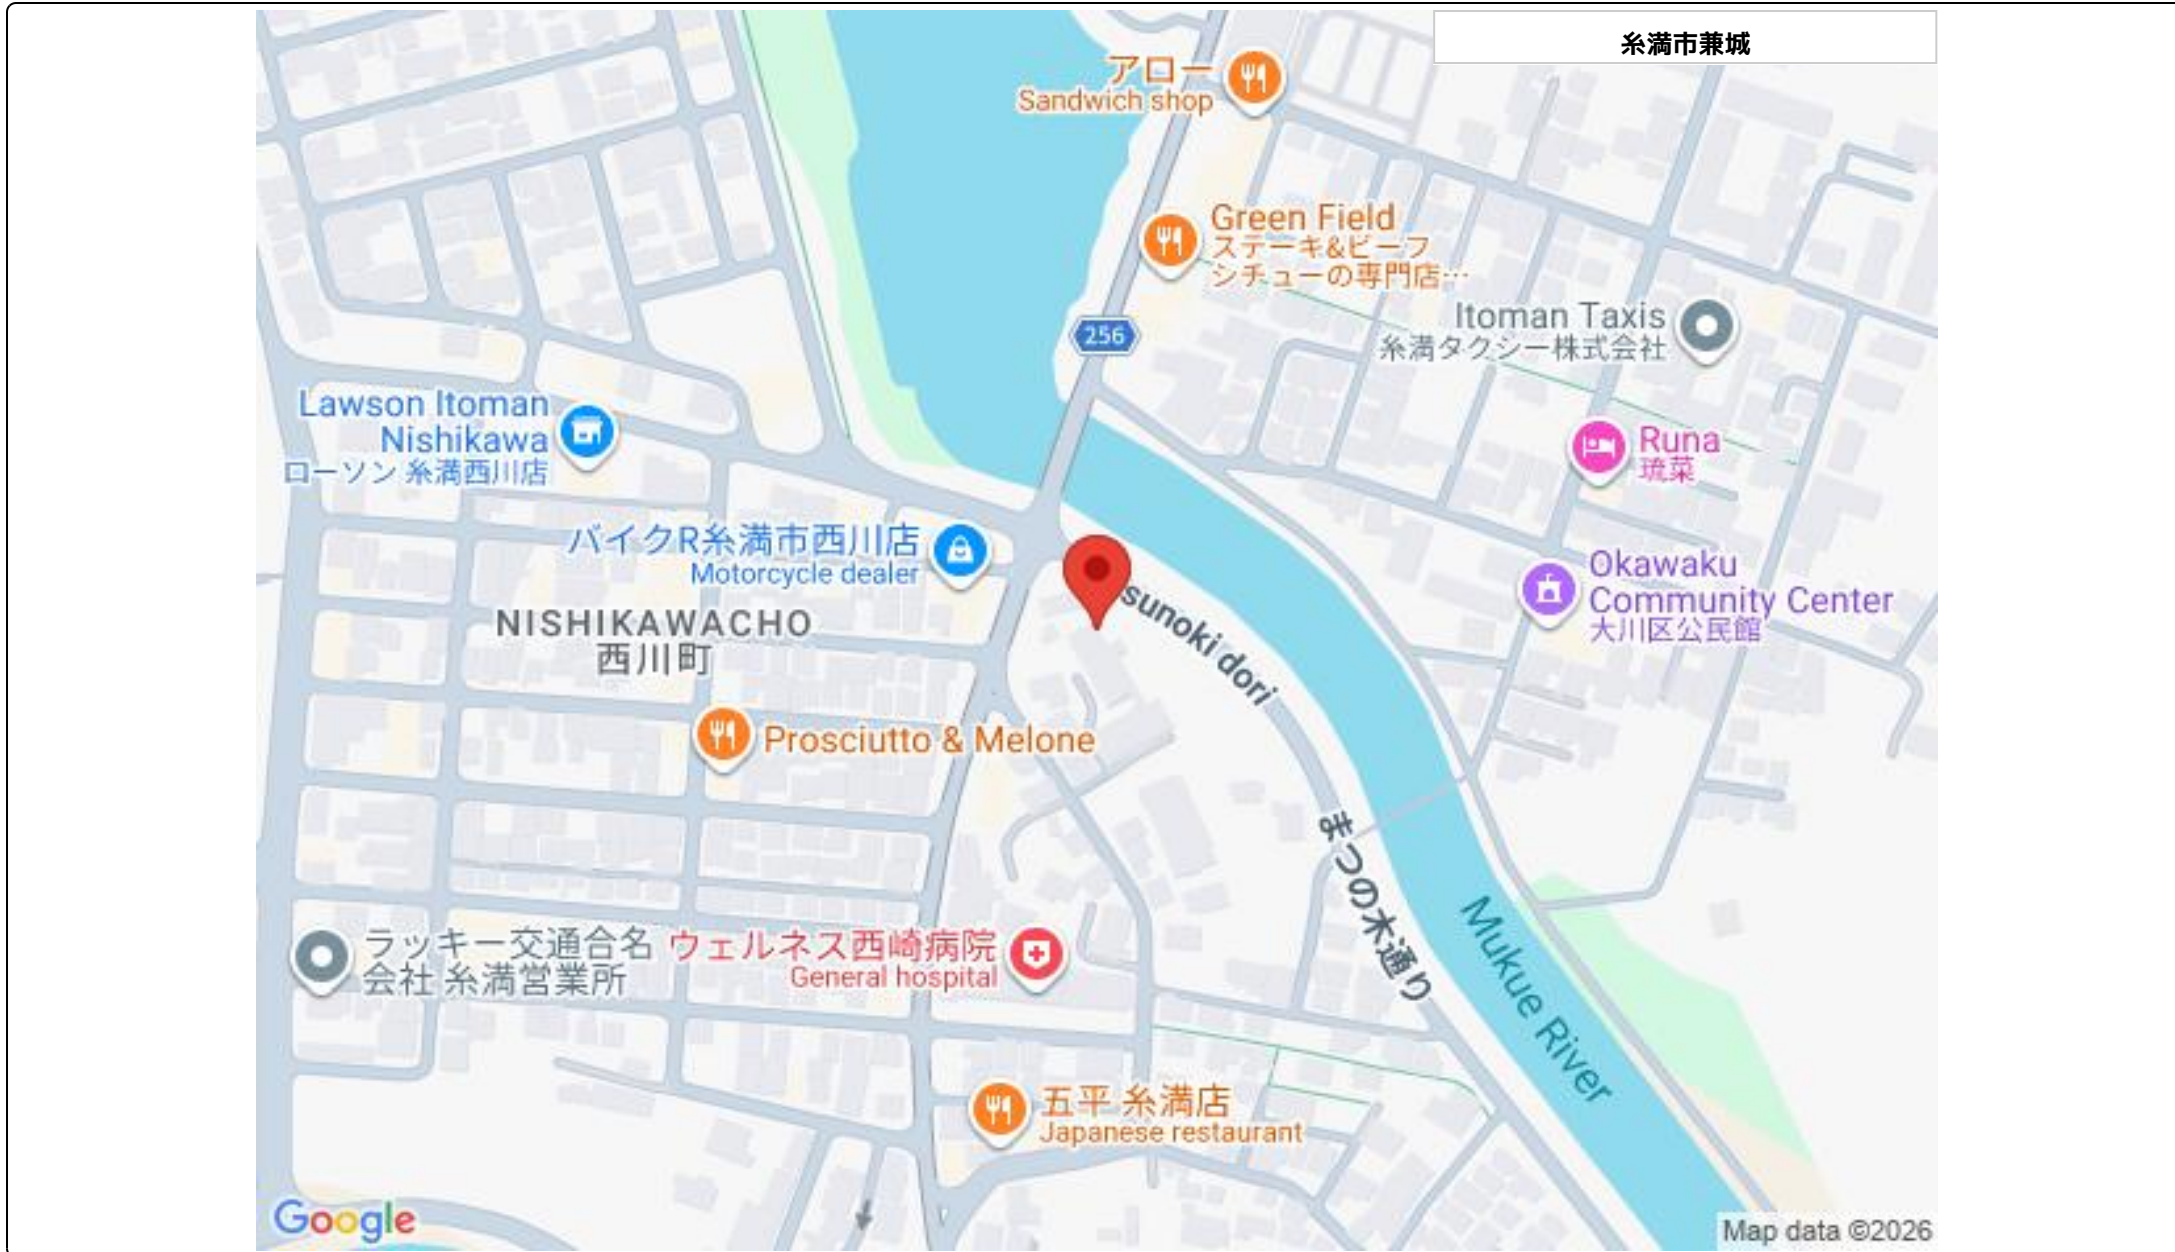 糸満市兼城
アロー
Sandwich shop
Green Field
ステーキ&ビーフ
シチューの専門店…
256
Itoman Taxis
糸満タクシー株式会社
Lawson Itoman
Nishikawa
ローソン 糸満西川店
Runa
琉菜
バイクR糸満市西川店
Motorcycle dealer
Okawaku
Community Center
大川区公民館
NISHIKAWACHO
西川町
sunoki dori
Prosciutto & Melone
まつの木通り
Mukue River
ラッキー交通合名
会社 糸満営業所
ウェルネス西崎病院
General hospital
五平 糸満店
Japanese restaurant
Google
Map data ©2026